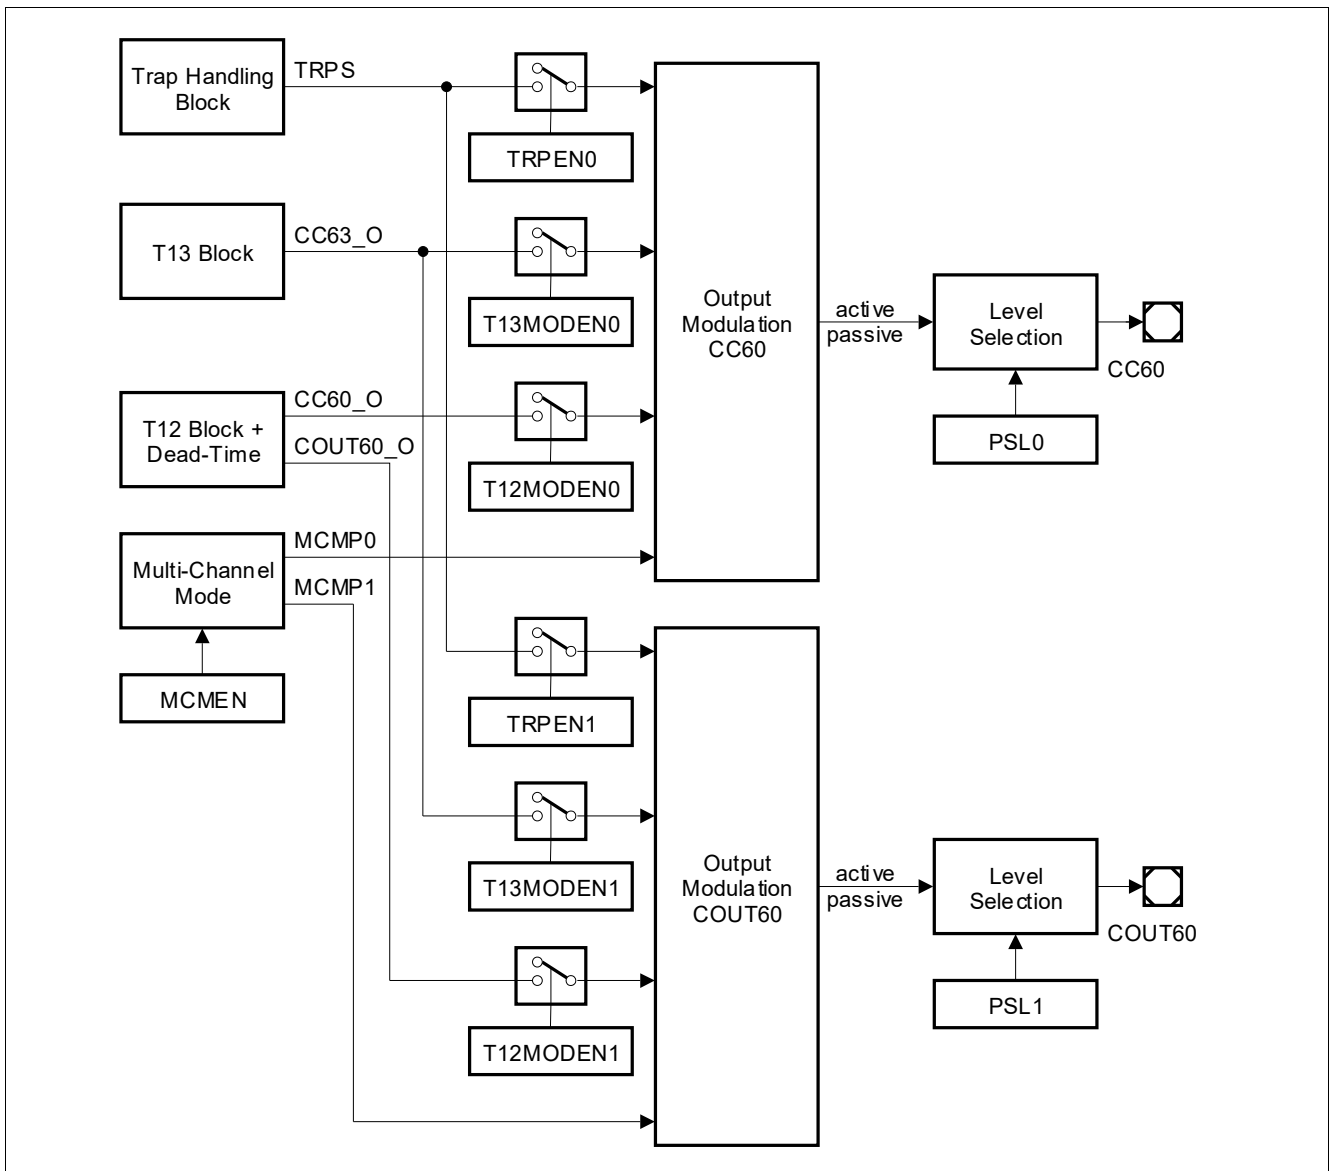 Trap Handling
Block
TRPS
TRPEN0
T13 Block
CC63_O
T13MODEN0
T12 Block +
Dead-Time
CC60_O
COUT60_O
T12MODEN0
Multi-Channel
Mode
MCMP0
MCMP1
MCMEN
Output
Modulation
CC60
active
passive
Level
Selection
CC60
PSL0
TRPEN1
T13MODEN1
T12MODEN1
Output
Modulation
COUT60
active
passive
Level
Selection
COUT60
PSL1